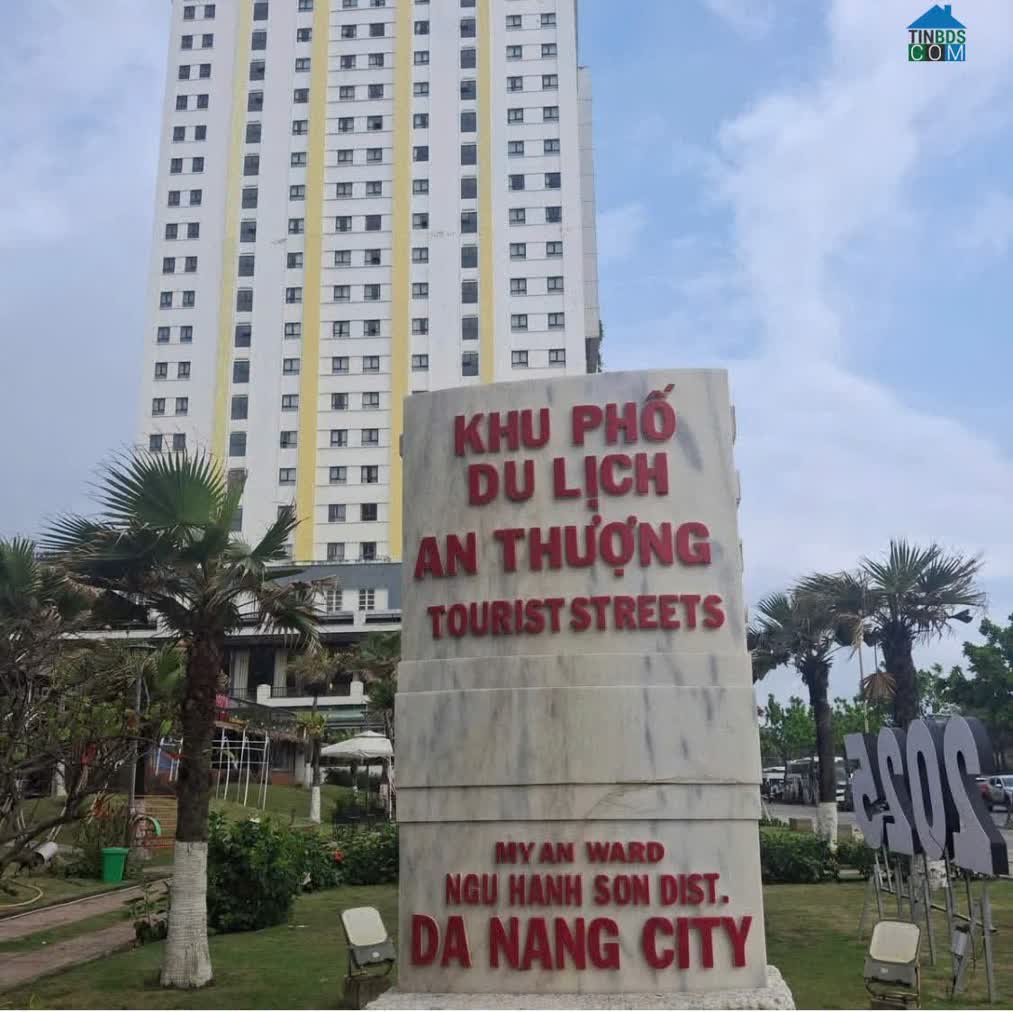 TINBDS
COM
KHU PHỐ
DU LỊCH
AN THƯỢNG
TOURIST STREETS
2025
MY AN WARD
NGU HANH SON DIST.
DA NANG CITY